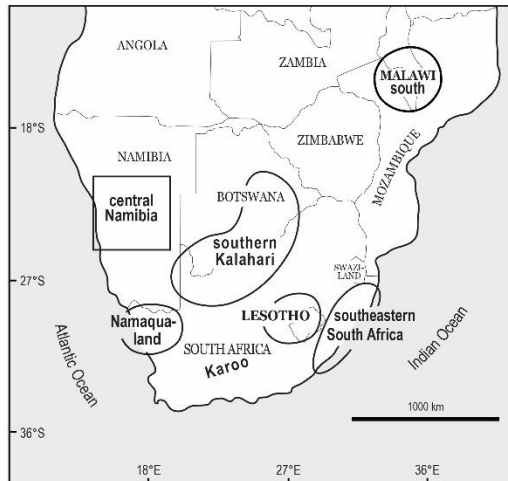 ANGOLA
ZAMBIA
MALAWI
south
18°S
ZIMBABWE
MOZAMBIQUE
NAMIBIA
BOTSWANA
central
Namibia
southern
Kalahari
SWAZI-
LAND
27°S
Namaqua-
land
LESOTHO
southeastern
South Africa
SOUTH AFRICA
Karoo
Atlantic Ocean
Indian Ocean
1000 km
36°S
18°E
27°E
36°E